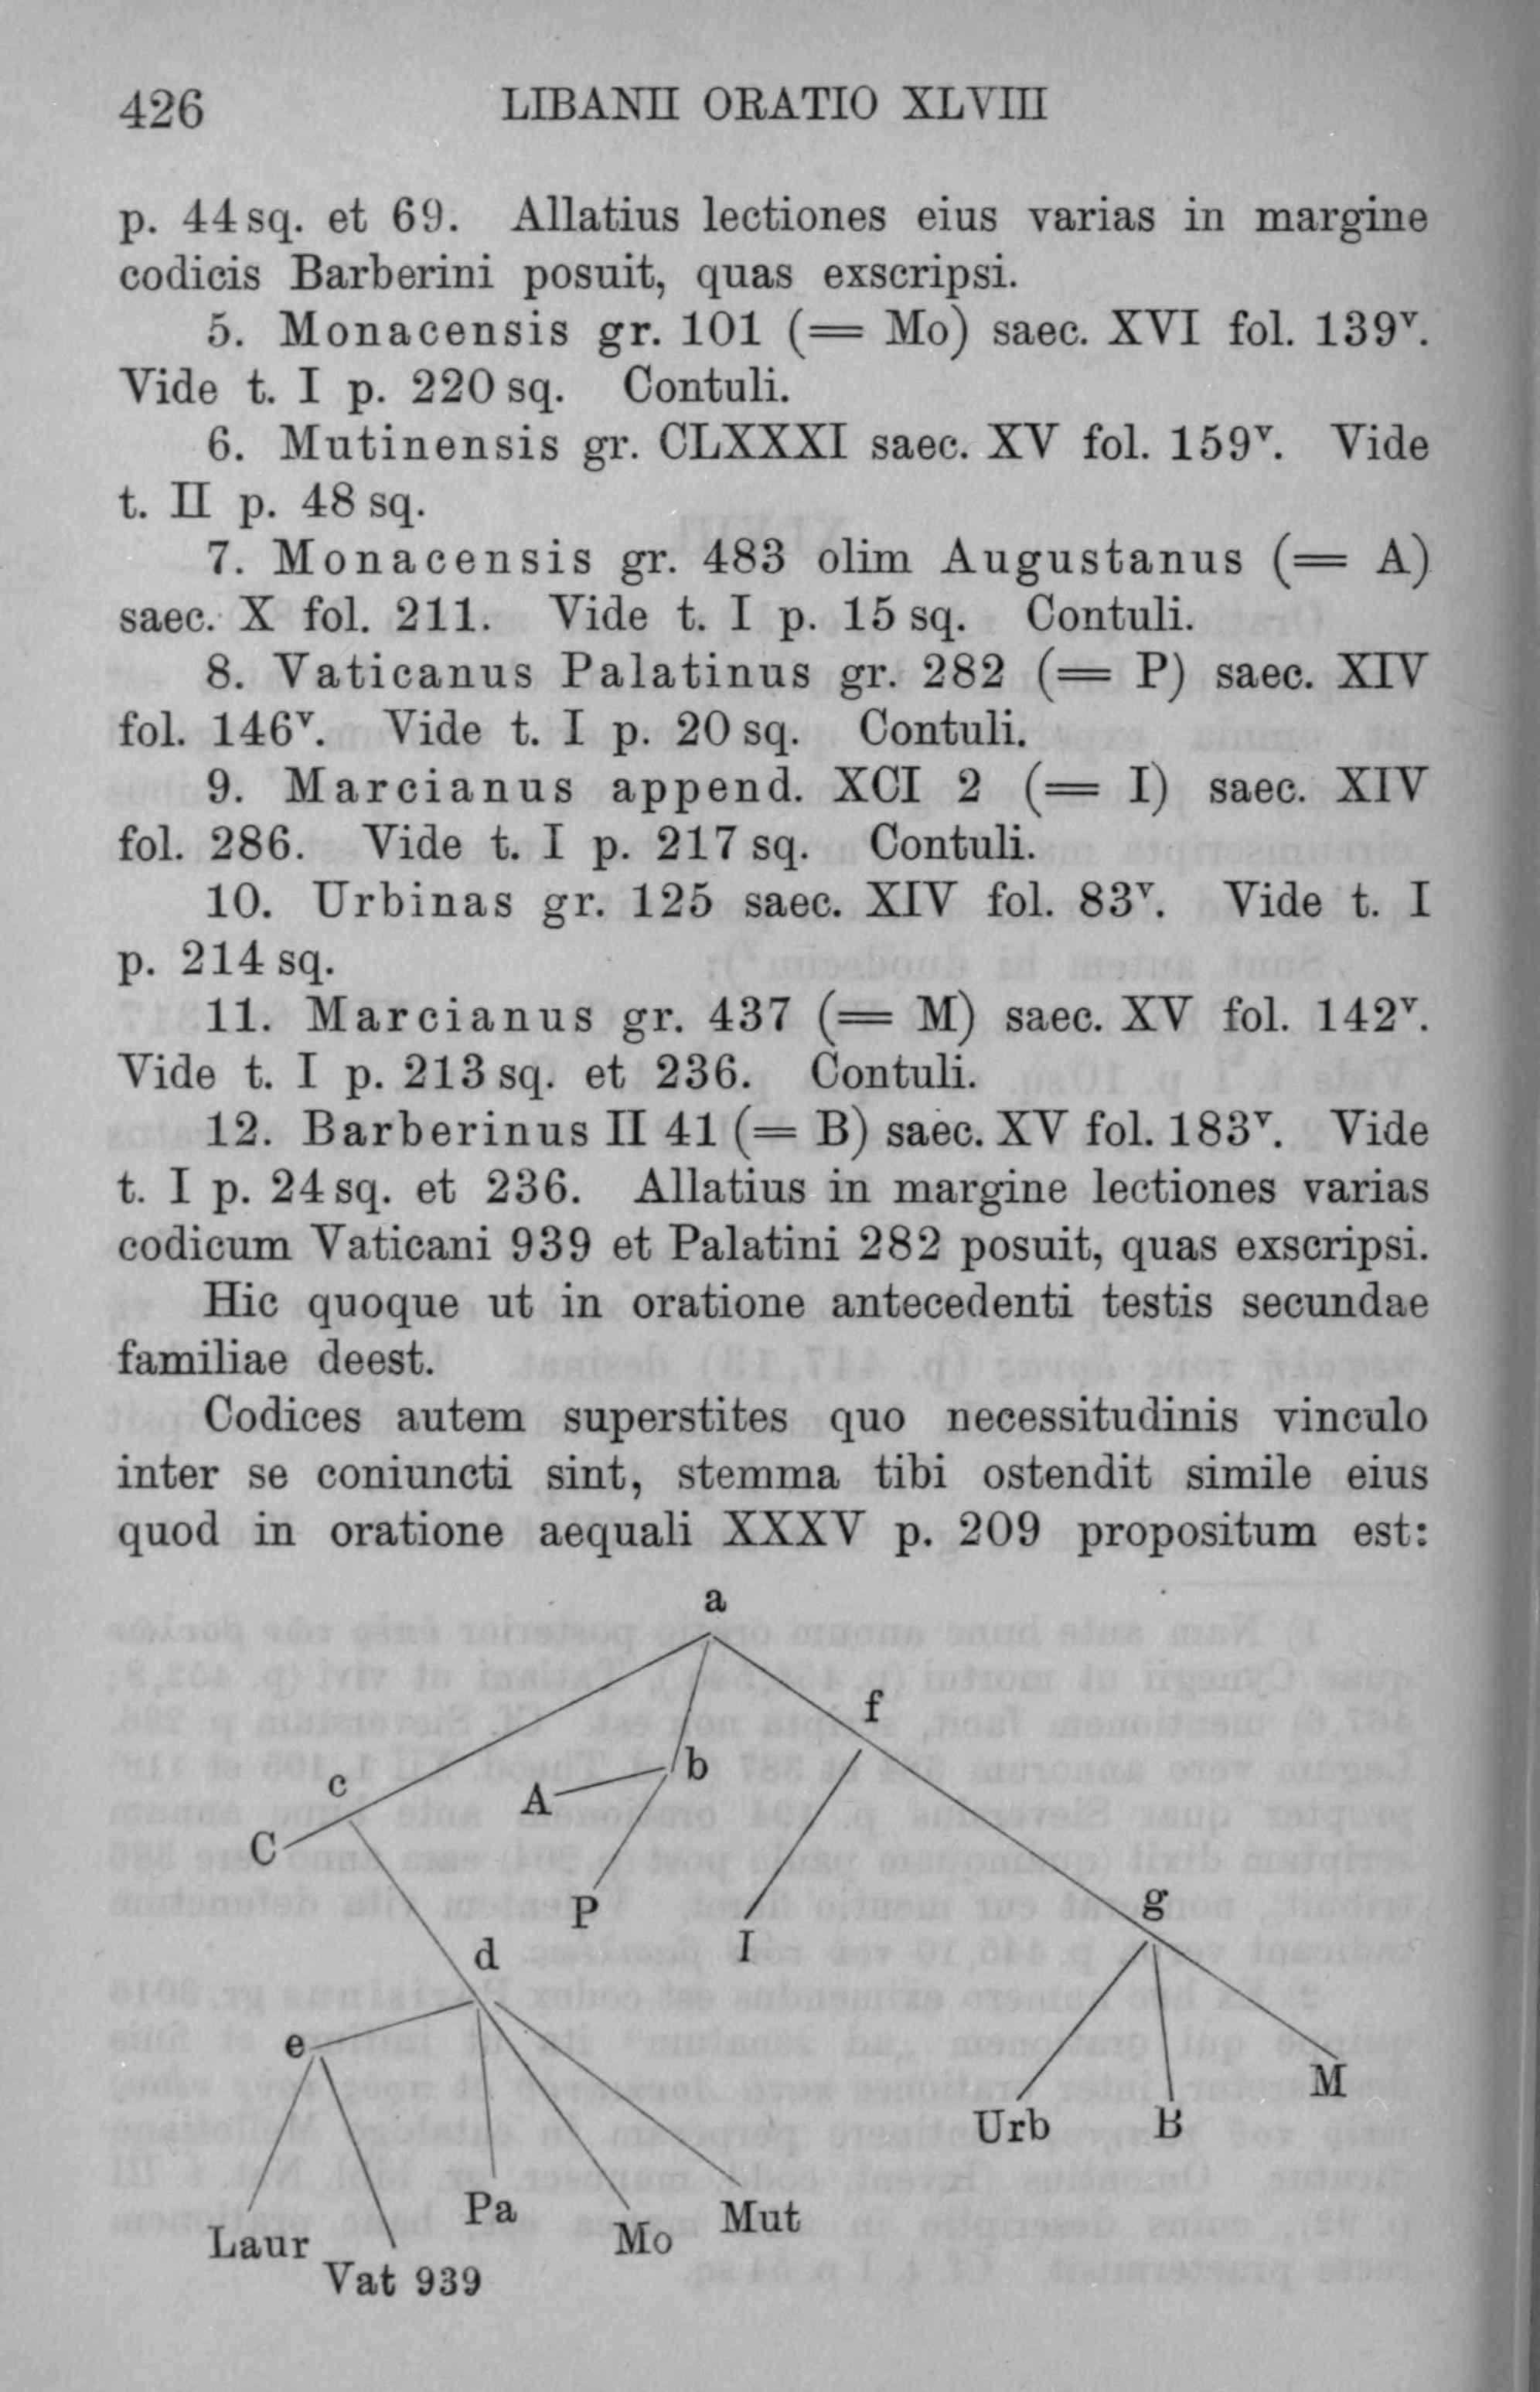 426 LIBANII ORATIO XLVIII
p. 44 sq. et 69. Allatius lectiones eius varias in margine
codicis Barberini posuit, quas exscripsi.
5. Monacensis gr. 101 (= Mo) saec. XVI fol. 139ᵛ.
Vide t. I p. 220 sq. Contuli.
6. Mutinensis gr. CLXXXI saec. XV fol. 159ᵛ. Vide
t. II p. 48 sq.
7. Monacensis gr. 483 olim Augustanus (= A)
saec. X fol. 211. Vide t. I p. 15 sq. Contuli.
8. Vaticanus Palatinus gr. 282 (= P) saec. XIV
fol. 146ᵛ. Vide t. I p. 20 sq. Contuli.
9. Marcianus append. XCI 2 (= I) saec. XIV
fol. 286. Vide t. I p. 217 sq. Contuli.
10. Urbinas gr. 125 saec. XIV fol. 83ᵛ. Vide t. I
p. 214 sq.
11. Marcianus gr. 437 (= M) saec. XV fol. 142ᵛ.
Vide t. I p. 213 sq. et 236. Contuli.
12. Barberinus II 41 (= B) saec. XV fol. 183ᵛ. Vide
t. I p. 24 sq. et 236. Allatius in margine lectiones varias
codicum Vaticani 939 et Palatini 282 posuit, quas exscripsi.
Hic quoque ut in oratione antecedenti testis secundae
familiae deest.
Codices autem superstites quo necessitudinis vinculo
inter se coniuncti sint, stemma tibi ostendit simile eius
quod in oratione aequali XXXV p. 209 propositum est:
a
f
b
c
A
C
P
g
I
d
e
M
Urb B
Pa
Mut
Laur
Mo
Vat 939